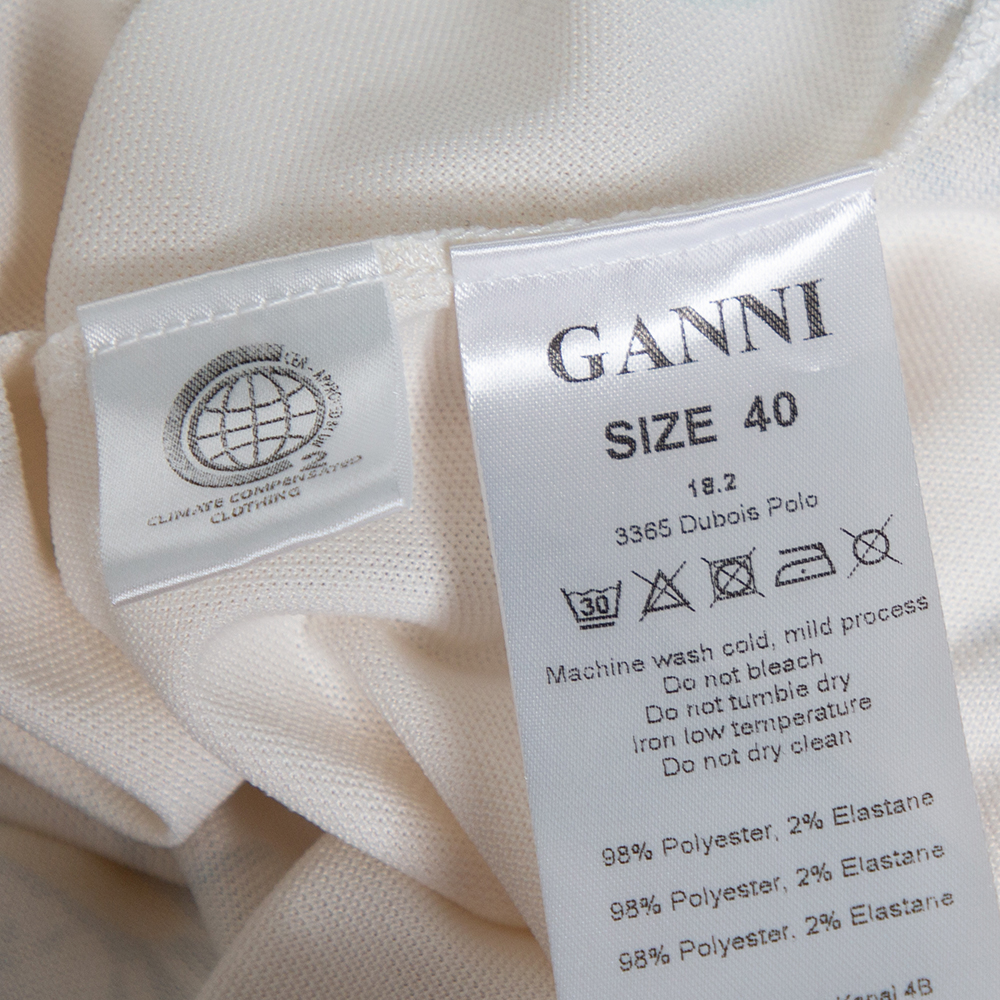 CLIMATE COMPENSATED
CLOTHING
GANNI
SIZE 40
18.2
3365 Dubois Polo
30
Machine wash cold, mild process
Do not bleach
Do not tumble dry
Iron low temperature
Do not dry clean
98% Polyester, 2% Elastane
98% Polyester, 2% Elastane
98% Polyester. 2% Elastane
4B